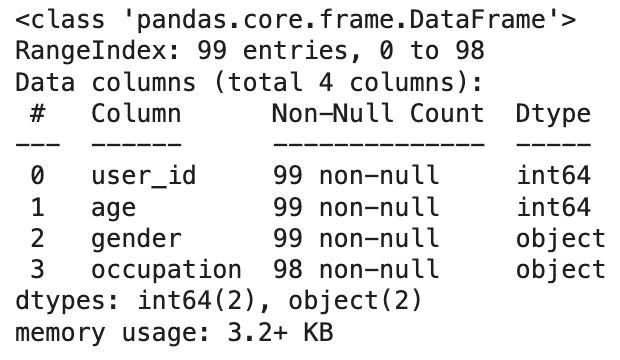 <class 'pandas.core.frame.DataFrame'>
RangeIndex: 99 entries, 0 to 98
Data columns (total 4 columns):
 #   Column      Non-Null Count  Dtype
---  ------      --------------  -----
 0   user_id     99 non-null     int64
 1   age         99 non-null     int64
 2   gender      99 non-null     object
 3   occupation  98 non-null     object
dtypes: int64(2), object(2)
memory usage: 3.2+ KB